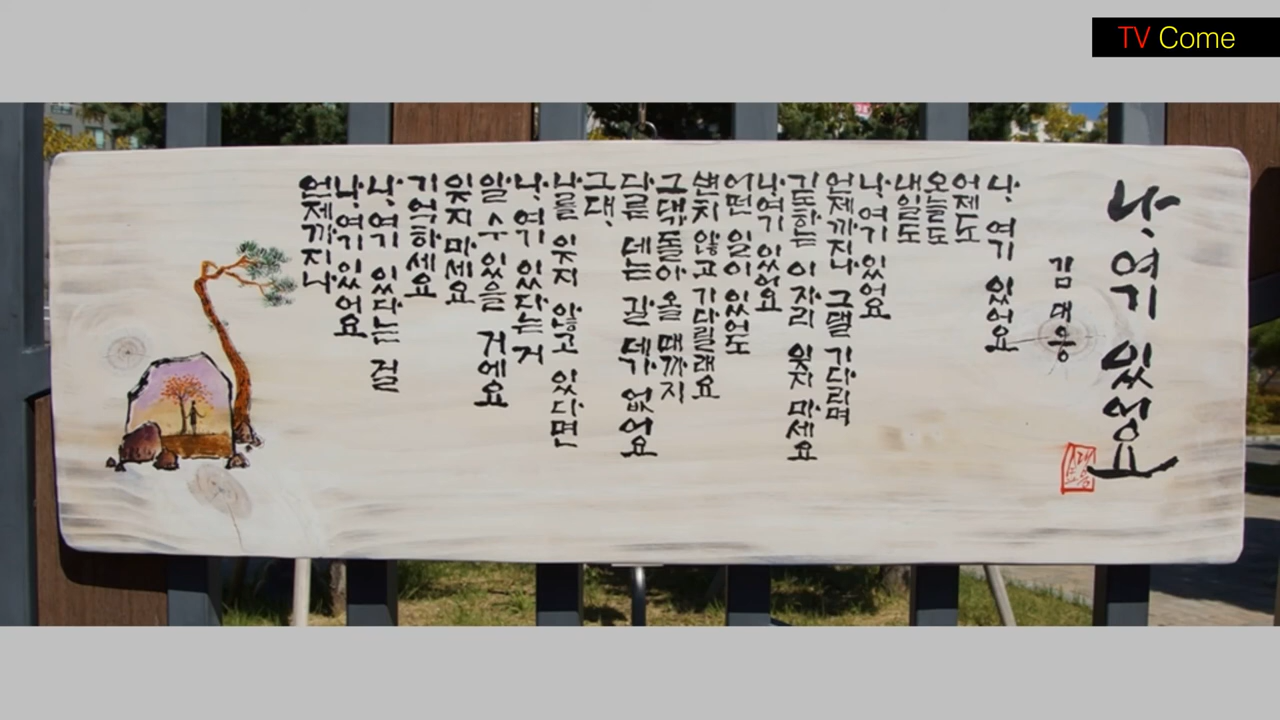 TV Come
나, 여기 있어요
김대웅
나, 여기 있어요
어제도
오늘도
내일도
나, 여기 있어요
언제까지나 그댈 기다리며
기도하는 이 자리 잊지 마세요
나, 여기 있어요
어떤 일이 있어도
변치 않고 기다릴래요
그대, 돌아 올 때까지
다른 데는 갈 데가 없어요
그대,
나를 잊지 않고 있다면
나, 여기 있다는 거
알 수 있을 거예요
잊지 마세요
기억하세요
나, 여기 있다는 걸
나, 여기 있어요
언제까지나